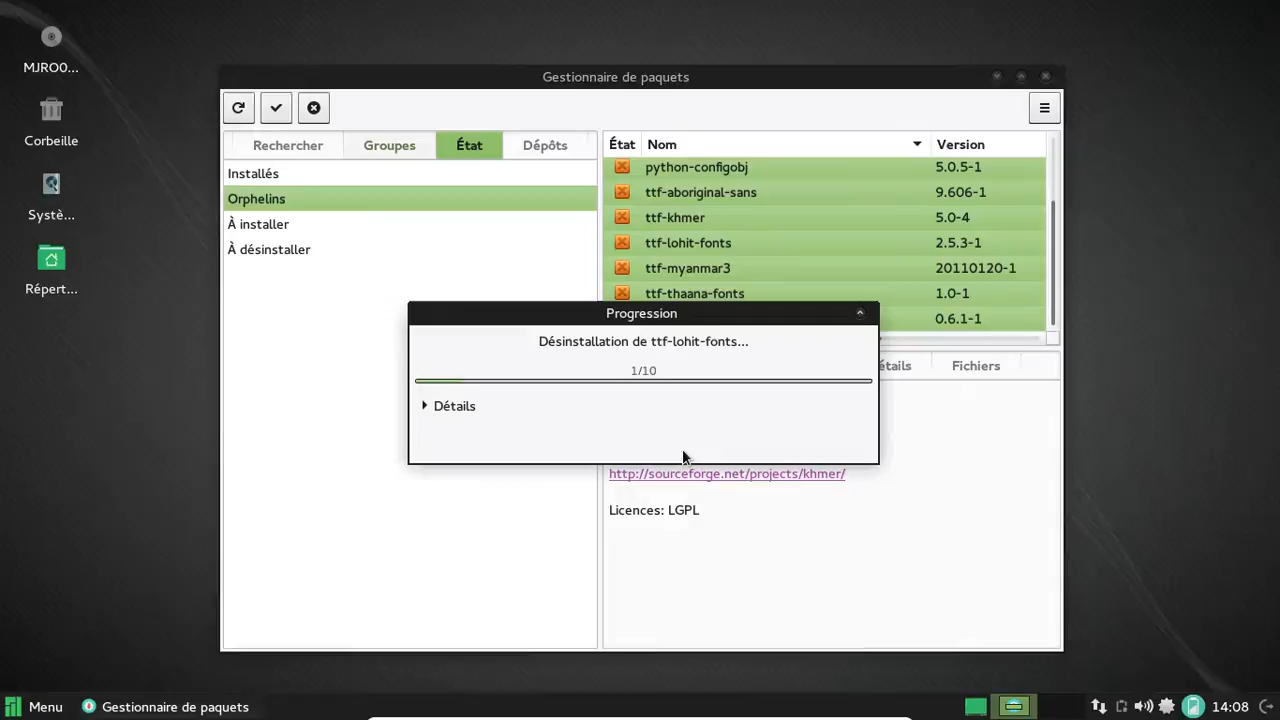 MJRO0...
Corbeille
Systè...
Répert...
Gestionnaire de paquets
Rechercher
Groupes
État
Dépôts
Installés
Orphelins
À installer
À désinstaller
État Nom Version
python-configobj 5.0.5-1
ttf-aboriginal-sans 9.606-1
ttf-khmer 5.0-4
ttf-lohit-fonts 2.5.3-1
ttf-myanmar3 20110120-1
ttf-thaana-fonts 1.0-1
0.6.1-1
Progression
Désinstallation de ttf-lohit-fonts...
1/10
Détails
étails
Fichiers
http://sourceforge.net/projects/khmer/
Licences: LGPL
Menu
Gestionnaire de paquets
14:08